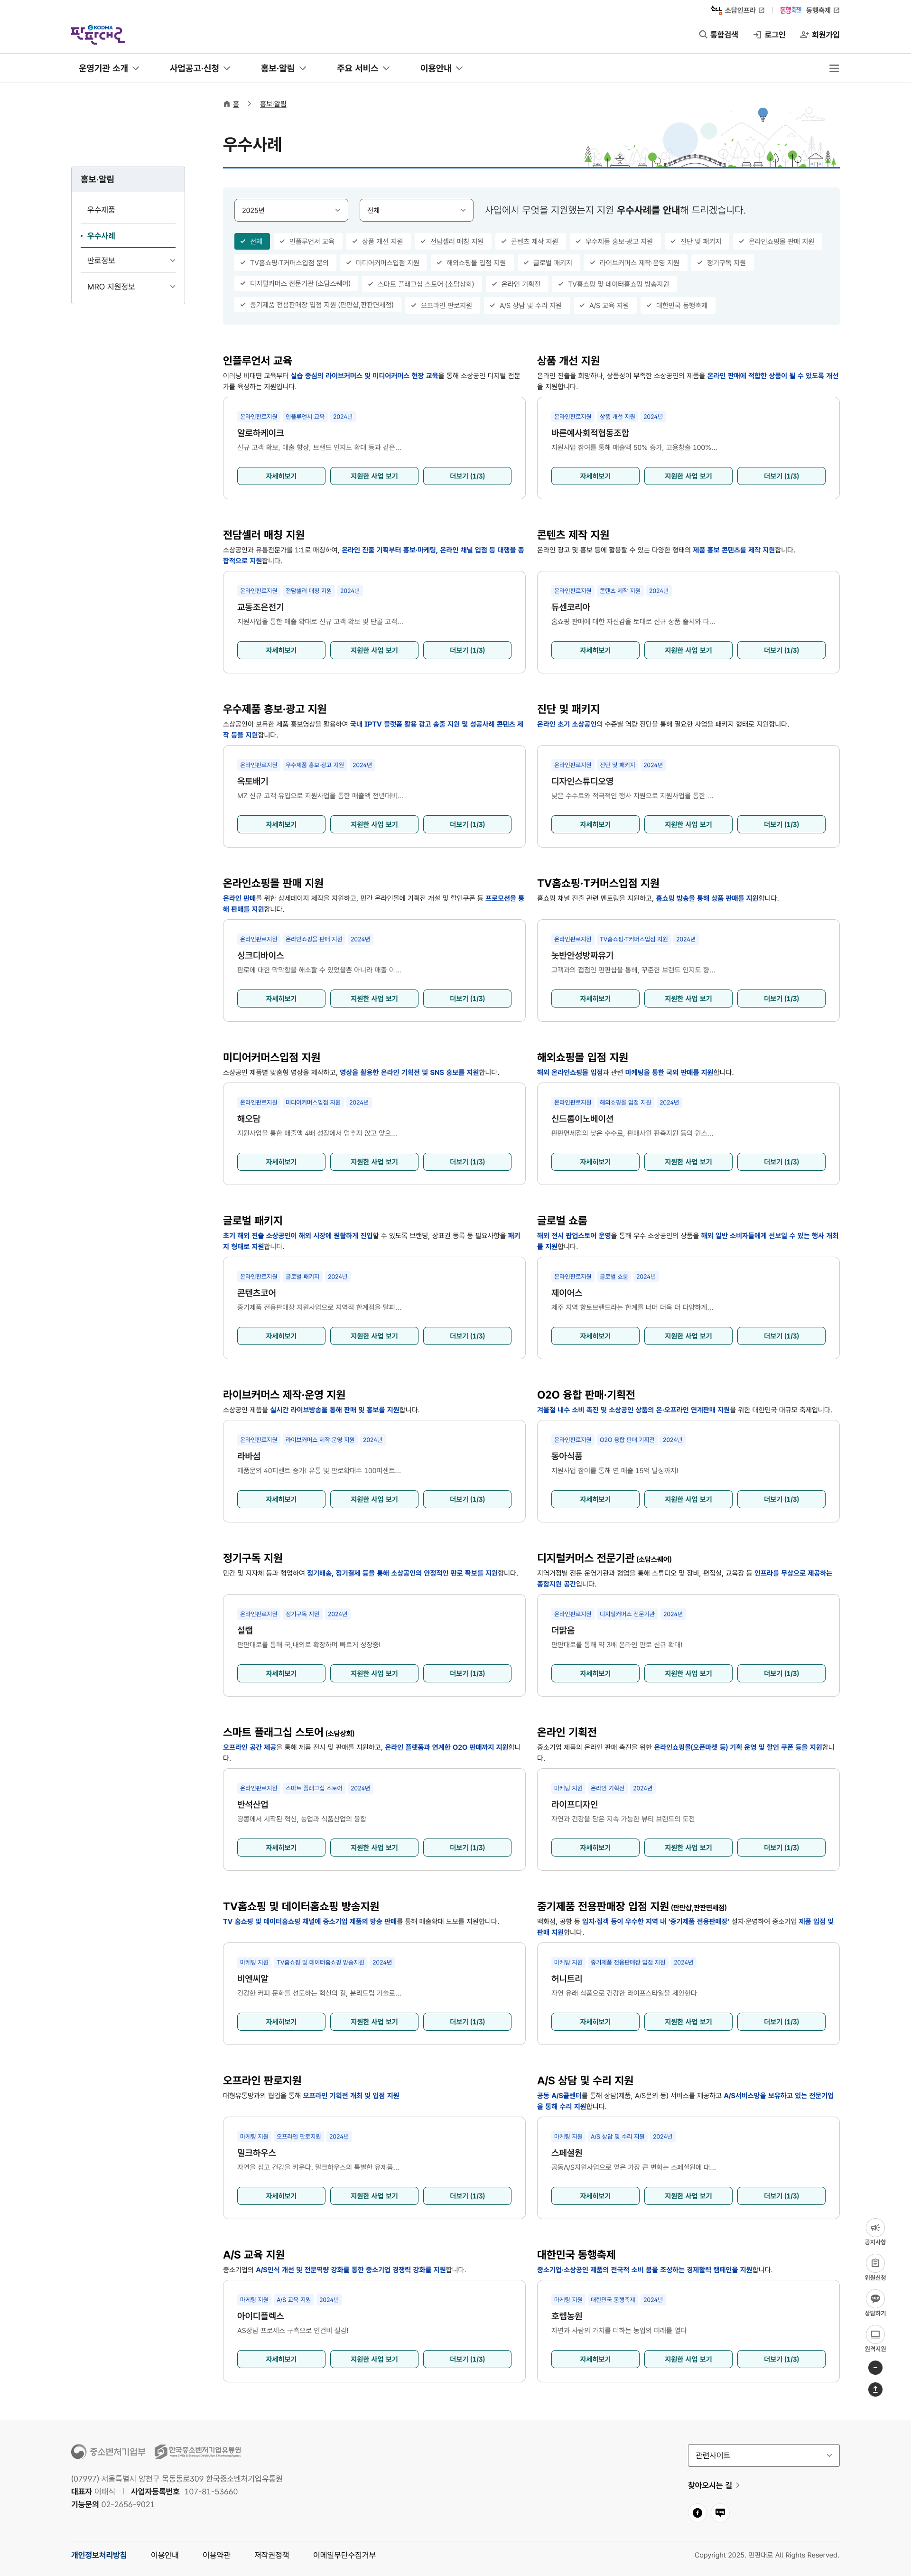 소담인프라
동행축제 동행축제
KODMA
판판대로
통합검색
로그인
회원가입
운영기관 소개
사업공고·신청
홍보·알림
주요 서비스
이용안내
홈
홍보·알림
우수사례
홍보·알림
우수제품
우수사례
판로정보
MRO 지원정보
2025년
전체
사업에서 무엇을 지원했는지 지원 우수사례를 안내해 드리겠습니다.
전체 인플루언서 교육 상품 개선 지원 전담셀러 매칭 지원 콘텐츠 제작 지원 우수제품 홍보·광고 지원 진단 및 패키지 온라인쇼핑몰 판매 지원
TV홈쇼핑·T커머스입점 문의 미디어커머스입점 지원 해외쇼핑몰 입점 지원 글로벌 패키지 라이브커머스 제작·운영 지원 정기구독 지원
디지털커머스 전문기관 (소담스퀘어) 스마트 플래그십 스토어 (소담상회) 온라인 기획전 TV홈쇼핑 및 데이터홈쇼핑 방송지원
중기제품 전용판매장 입점 지원 (판판샵,판판면세점) 오프라인 판로지원 A/S 상담 및 수리 지원 A/S 교육 지원 대한민국 동행축제
인플루언서 교육
이러닝 비대면 교육부터 실습 중심의 라이브커머스 및 미디어커머스 현장 교육을 통해 소상공인 디지털 전문
가를 육성하는 지원입니다.
온라인판로지원 인플루언서 교육 2024년
알로하케이크
신규 고객 확보, 매출 향상, 브랜드 인지도 확대 등과 같은...
자세히보기 지원한 사업 보기 더보기 (1/3)
상품 개선 지원
온라인 진출을 희망하나, 상품성이 부족한 소상공인의 제품을 온라인 판매에 적합한 상품이 될 수 있도록 개선
을 지원합니다.
온라인판로지원 상품 개선 지원 2024년
바른예사회적협동조합
지원사업 참여를 통해 매출액 50% 증가, 고용창출 100%...
자세히보기 지원한 사업 보기 더보기 (1/3)
전담셀러 매칭 지원
소상공인과 유통전문가를 1:1로 매칭하여, 온라인 진출 기획부터 홍보·마케팅, 온라인 채널 입점 등 대행을 종
합적으로 지원합니다.
온라인판로지원 전담셀러 매칭 지원 2024년
교동조은전기
지원사업을 통한 매출 확대로 신규 고객 확보 및 단골 고객...
자세히보기 지원한 사업 보기 더보기 (1/3)
콘텐츠 제작 지원
온라인 광고 및 홍보 등에 활용할 수 있는 다양한 형태의 제품 홍보 콘텐츠를 제작 지원합니다.
온라인판로지원 콘텐츠 제작 지원 2024년
듀센코리아
홈쇼핑 판매에 대한 자신감을 토대로 신규 상품 출시와 다...
자세히보기 지원한 사업 보기 더보기 (1/3)
우수제품 홍보·광고 지원
소상공인이 보유한 제품 홍보영상을 활용하여 국내 IPTV 플랫폼 활용 광고 송출 지원 및 성공사례 콘텐츠 제
작 등을 지원합니다.
온라인판로지원 우수제품 홍보·광고 지원 2024년
옥토배기
MZ 신규 고객 유입으로 지원사업을 통한 매출액 전년대비...
자세히보기 지원한 사업 보기 더보기 (1/3)
진단 및 패키지
온라인 초기 소상공인의 수준별 역량 진단을 통해 필요한 사업을 패키지 형태로 지원합니다.
온라인판로지원 진단 및 패키지 2024년
디자인스튜디오영
낮은 수수료와 적극적인 행사 지원으로 지원사업을 통한 ...
자세히보기 지원한 사업 보기 더보기 (1/3)
온라인쇼핑몰 판매 지원
온라인 판매를 위한 상세페이지 제작을 지원하고, 민간 온라인몰에 기획전 개설 및 할인쿠폰 등 프로모션을 통
해 판매를 지원합니다.
온라인판로지원 온라인쇼핑몰 판매 지원 2024년
싱크디바이스
판로에 대한 막막함을 해소할 수 있었을뿐 아니라 매출 이...
자세히보기 지원한 사업 보기 더보기 (1/3)
TV홈쇼핑·T커머스입점 지원
홈쇼핑 채널 진출 관련 멘토링을 지원하고, 홈쇼핑 방송을 통해 상품 판매를 지원합니다.
온라인판로지원 TV홈쇼핑·T커머스입점 지원 2024년
놋반안성방짜유기
고객과의 접점인 판판샵을 통해, 꾸준한 브랜드 인지도 향...
자세히보기 지원한 사업 보기 더보기 (1/3)
미디어커머스입점 지원
소상공인 제품별 맞춤형 영상을 제작하고, 영상을 활용한 온라인 기획전 및 SNS 홍보를 지원합니다.
온라인판로지원 미디어커머스입점 지원 2024년
해오담
지원사업을 통한 매출액 4배 성장에서 멈추지 않고 앞으...
자세히보기 지원한 사업 보기 더보기 (1/3)
해외쇼핑몰 입점 지원
해외 온라인쇼핑몰 입점과 관련 마케팅을 통한 국외 판매를 지원합니다.
온라인판로지원 해외쇼핑몰 입점 지원 2024년
신드롬이노베이션
판판면세점의 낮은 수수료, 판매사원 판촉지원 등의 원스...
자세히보기 지원한 사업 보기 더보기 (1/3)
글로벌 패키지
초기 해외 진출 소상공인이 해외 시장에 원활하게 진입할 수 있도록 브랜딩, 상표권 등록 등 필요사항을 패키
지 형태로 지원합니다.
온라인판로지원 글로벌 패키지 2024년
콘텐츠코어
중기제품 전용판매장 지원사업으로 지역적 한계점을 탈피...
자세히보기 지원한 사업 보기 더보기 (1/3)
글로벌 쇼룸
해외 전시 팝업스토어 운영을 통해 우수 소상공인의 상품을 해외 일반 소비자들에게 선보일 수 있는 행사 개최
를 지원합니다.
온라인판로지원 글로벌 쇼룸 2024년
제이어스
제주 지역 향토브랜드라는 한계를 너머 더욱 더 다양하게...
자세히보기 지원한 사업 보기 더보기 (1/3)
라이브커머스 제작·운영 지원
소상공인 제품을 실시간 라이브방송을 통해 판매 및 홍보를 지원합니다.
온라인판로지원 라이브커머스 제작·운영 지원 2024년
라바섬
제품문의 40퍼센트 증가! 유통 및 판로확대수 100퍼센트...
자세히보기 지원한 사업 보기 더보기 (1/3)
O2O 융합 판매·기획전
겨울철 내수 소비 촉진 및 소상공인 상품의 온·오프라인 연계판매 지원을 위한 대한민국 대규모 축제입니다.
온라인판로지원 O2O 융합 판매·기획전 2024년
동아식품
지원사업 참여를 통해 연 매출 15억 달성까지!
자세히보기 지원한 사업 보기 더보기 (1/3)
정기구독 지원
민간 및 지자체 등과 협업하여 정기배송, 정기결제 등을 통해 소상공인의 안정적인 판로 확보를 지원합니다.
온라인판로지원 정기구독 지원 2024년
설랩
판판대로를 통해 국,내외로 확장하며 빠르게 성장중!
자세히보기 지원한 사업 보기 더보기 (1/3)
디지털커머스 전문기관 (소담스퀘어)
지역거점별 전문 운영기관과 협업을 통해 스튜디오 및 장비, 편집실, 교육장 등 인프라를 무상으로 제공하는
종합지원 공간입니다.
온라인판로지원 디지털커머스 전문기관 2024년
더맑음
판판대로를 통해 약 3배 온라인 판로 신규 확대!
자세히보기 지원한 사업 보기 더보기 (1/3)
스마트 플래그십 스토어 (소담상회)
오프라인 공간 제공을 통해 제품 전시 및 판매를 지원하고, 온라인 플랫폼과 연계한 O2O 판매까지 지원합니
다.
온라인판로지원 스마트 플래그십 스토어 2024년
반석산업
땅콩에서 시작된 혁신, 농업과 식품산업의 융합
자세히보기 지원한 사업 보기 더보기 (1/3)
온라인 기획전
중소기업 제품의 온라인 판매 촉진을 위한 온라인쇼핑몰(오픈마켓 등) 기획 운영 및 할인 쿠폰 등을 지원합니
다.
마케팅 지원 온라인 기획전 2024년
라이프디자인
자연과 건강을 담은 지속 가능한 뷰티 브랜드의 도전
자세히보기 지원한 사업 보기 더보기 (1/3)
TV홈쇼핑 및 데이터홈쇼핑 방송지원
TV 홈쇼핑 및 데이터홈쇼핑 채널에 중소기업 제품의 방송 판매를 통해 매출확대 도모를 지원합니다.
마케팅 지원 TV홈쇼핑 및 데이터홈쇼핑 방송지원 2024년
비엔씨알
건강한 커피 문화를 선도하는 혁신의 길, 분리드립 기술로...
자세히보기 지원한 사업 보기 더보기 (1/3)
중기제품 전용판매장 입점 지원 (판판샵,판판면세점)
백화점, 공항 등 입지·집객 등이 우수한 지역 내 '중기제품 전용판매장' 설치·운영하여 중소기업 제품 입점 및
판매 지원합니다.
마케팅 지원 중기제품 전용판매장 입점 지원 2024년
허니트리
자연 유래 식품으로 건강한 라이프스타일을 제안한다
자세히보기 지원한 사업 보기 더보기 (1/3)
오프라인 판로지원
대형유통망과의 협업을 통해 오프라인 기획전 개최 및 입점 지원
마케팅 지원 오프라인 판로지원 2024년
밀크하우스
자연을 심고 건강을 키운다. 밀크하우스의 특별한 유제품...
자세히보기 지원한 사업 보기 더보기 (1/3)
A/S 상담 및 수리 지원
공동 A/S콜센터를 통해 상담(제품, A/S문의 등) 서비스를 제공하고 A/S서비스망을 보유하고 있는 전문기업
을 통해 수리 지원합니다.
마케팅 지원 A/S 상담 및 수리 지원 2024년
스페셜원
공동A/S지원사업으로 얻은 가장 큰 변화는 스페셜원에 대...
자세히보기 지원한 사업 보기 더보기 (1/3)
A/S 교육 지원
중소기업의 A/S인식 개선 및 전문역량 강화를 통한 중소기업 경쟁력 강화를 지원합니다.
마케팅 지원 A/S 교육 지원 2024년
아이디플렉스
AS상담 프로세스 구축으로 인건비 절감!
자세히보기 지원한 사업 보기 더보기 (1/3)
대한민국 동행축제
중소기업·소상공인 제품의 전국적 소비 붐을 조성하는 경제활력 캠페인을 지원합니다.
마케팅 지원 대한민국 동행축제 2024년
호렙농원
자연과 사람의 가치를 더하는 농업의 미래를 열다
자세히보기 지원한 사업 보기 더보기 (1/3)
공지사항
위원신청
상담하기
원격지원
중소벤처기업부 한국중소벤처기업유통원
(07997) 서울특별시 양천구 목동동로309 한국중소벤처기업유통원
대표자 이태식 사업자등록번호 107-81-53660
기능문의 02-2656-9021
관련사이트
찾아오시는 길
개인정보처리방침 이용안내 이용약관 저작권정책 이메일무단수집거부
Copyright 2025. 판판대로 All Rights Reserved.